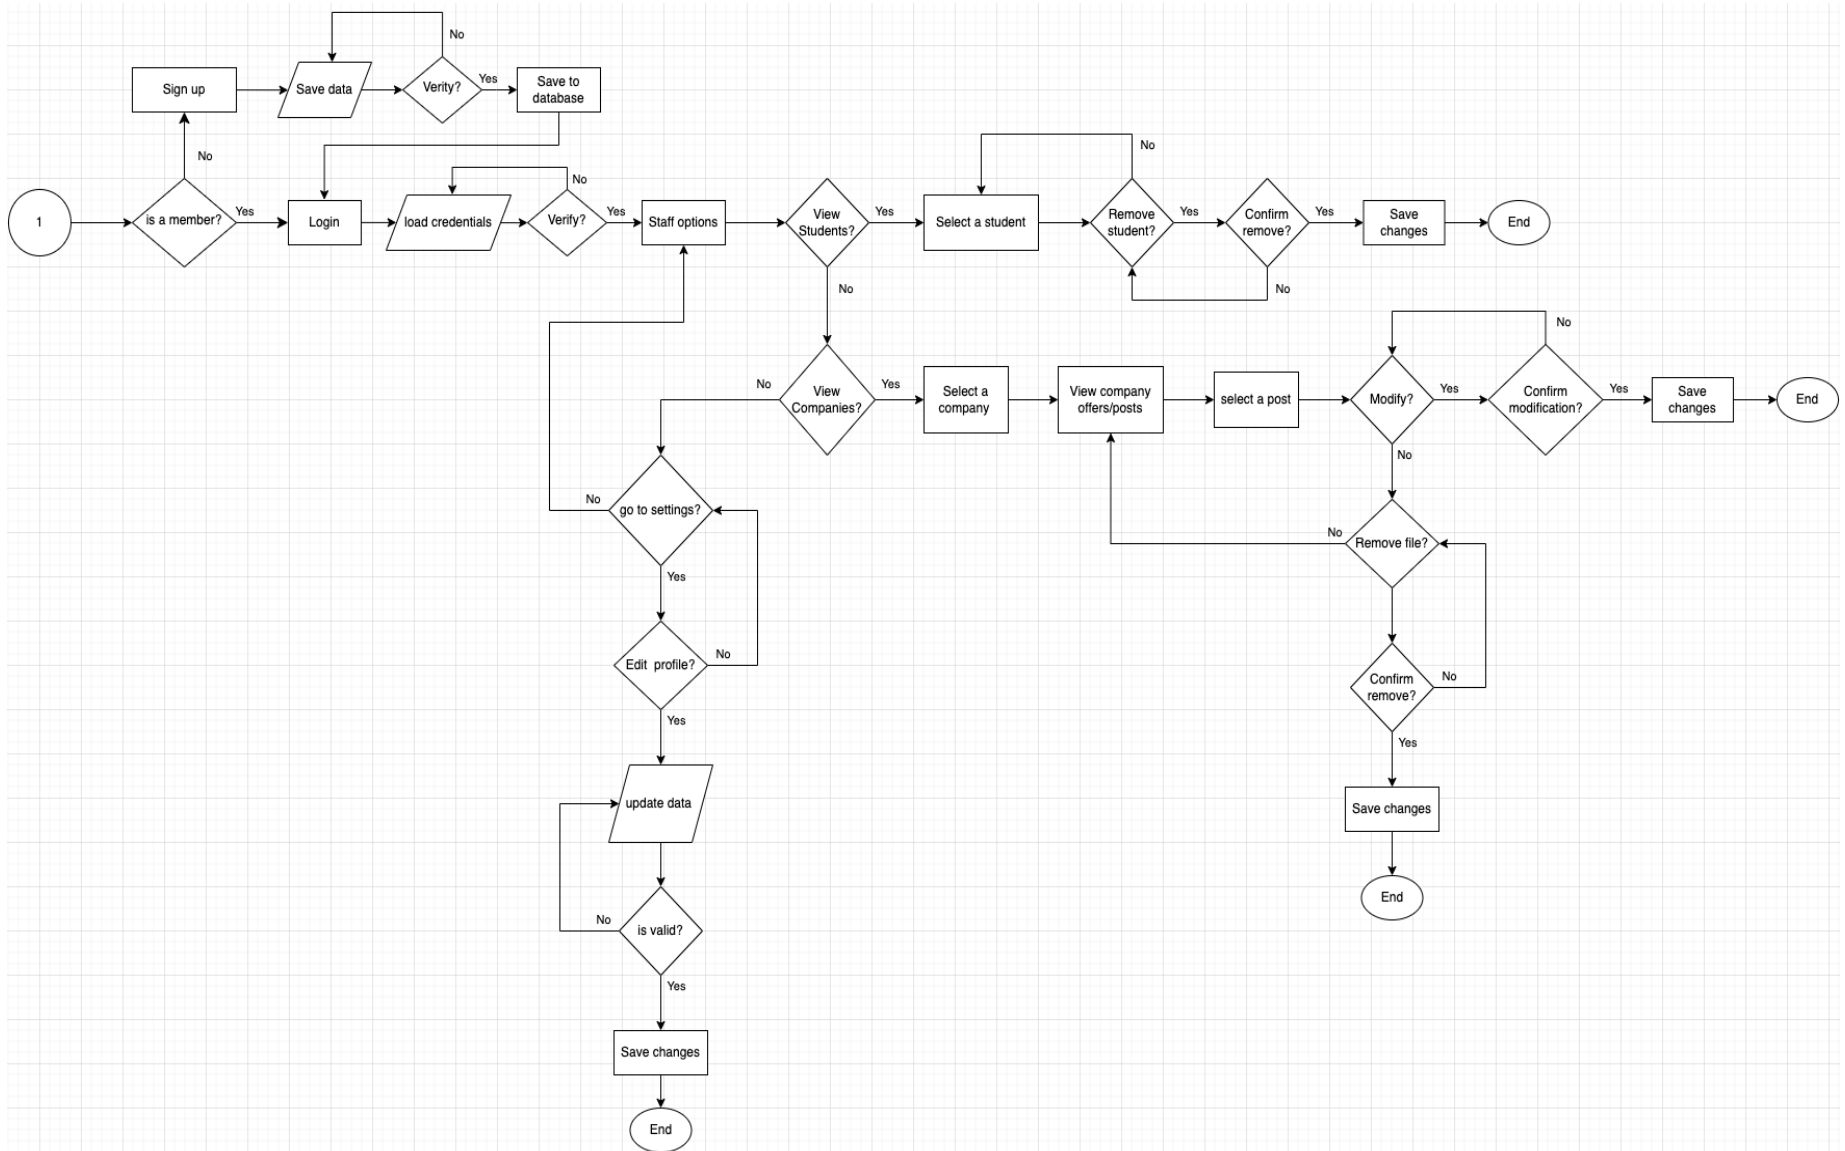 No
Sign up
Save data
Verity?
Yes
Save to
database
No
No
No
1
is a member?
Yes
Login
load credentials
Verify?
Yes
Staff options
View
Students?
Yes
Select a student
Remove
student?
Yes
Confirm
remove?
Yes
Save
changes
End
No
No
No
No
View
Companies?
Yes
Select a
company
View company
offers/posts
select a post
Modify?
Yes
Confirm
modification?
Yes
Save
changes
End
No
No
go to settings?
No
Remove file?
Yes
Edit  profile?
No
Confirm
remove?
No
Yes
Yes
update data
Save changes
End
No
is valid?
Yes
Save changes
End